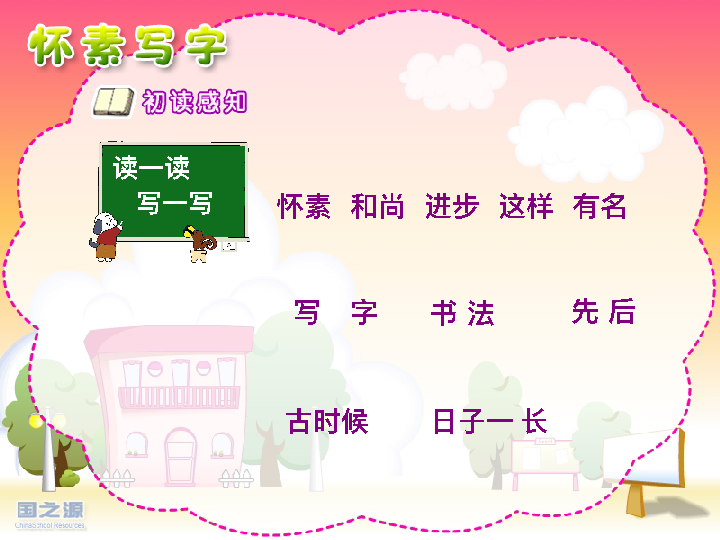 怀素写字
初读感知
读一读
写一写
怀素 和尚 进步 这样 有名
写 字 书 法 先 后
古时候 日子一 长
国之源
ChinaSchool Resources